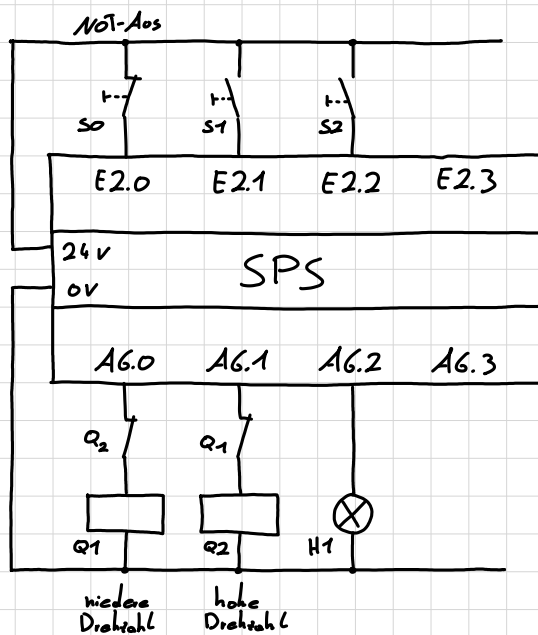 NOT-Aus
S0 S1 S2
E2.0 E2.1 E2.2 E2.3
24V
SPS
0V
A6.0 A6.1 A6.2 A6.3
Q2 Q1
Q1 Q2 H1
niedere hohe
Drehzahl Drehzahl